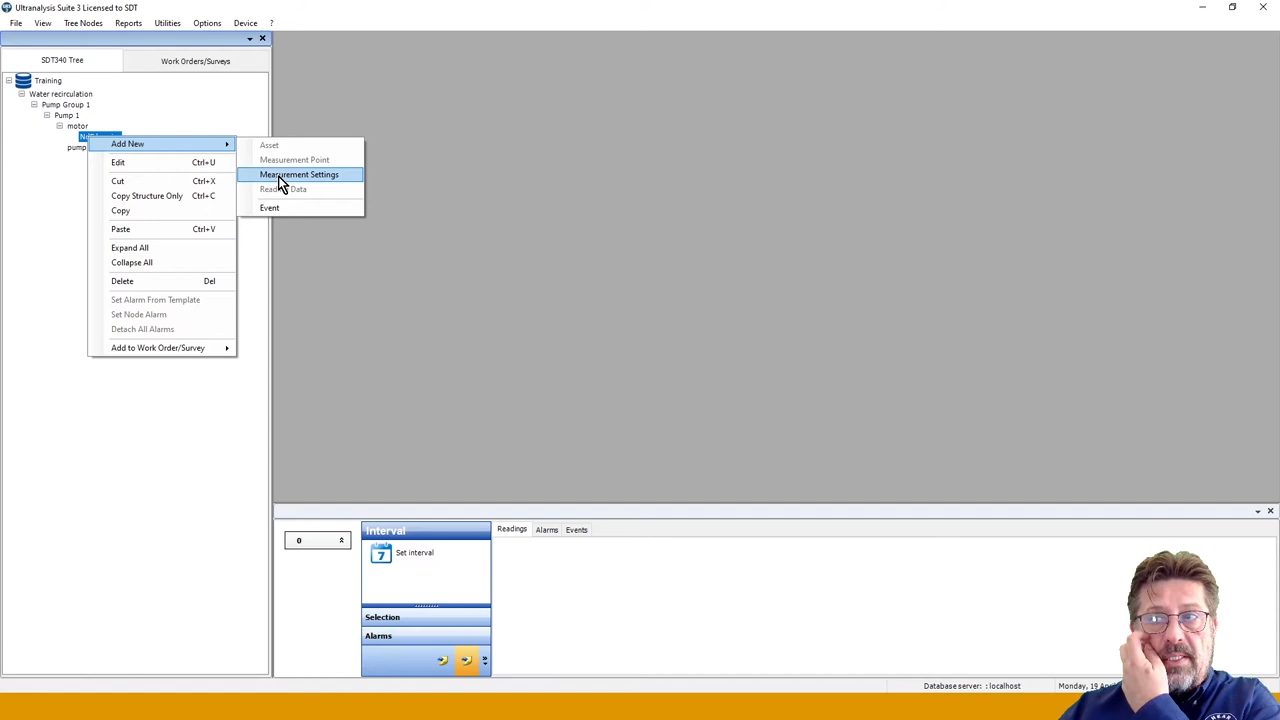 Ultranalysis Suite 3 Licensed to SDT
File View Tree Nodes Reports Utilities Options Device ?
SDT340 Tree Work Orders/Surveys
Training
Water recirculation
Pump Group 1
Pump 1
motor
pump
Add New
Edit Ctrl+U
Cut Ctrl+X
Copy Structure Only Ctrl+C
Copy
Paste Ctrl+V
Expand All
Collapse All
Delete Del
Set Alarm From Template
Set Node Alarm
Detach All Alarms
Add to Work Order/Survey
Asset
Measurement Point
Measurement Settings
Data
Event
0
Interval
7 Set interval
Selection
Alarms
Readings Alarms Events
Database server: : localhost
Monday, 19